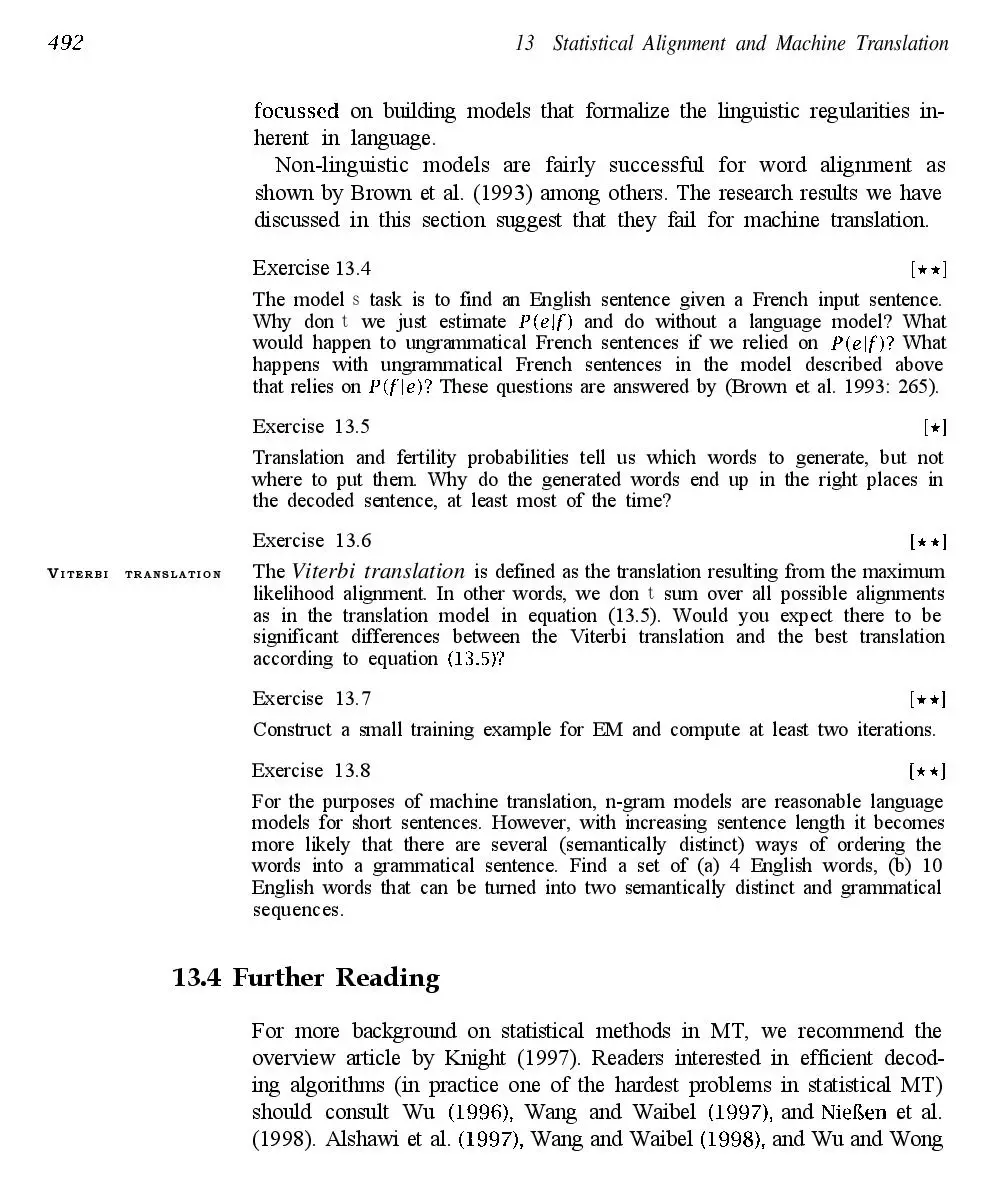 492
13 Statistical Alignment and Machine Translation
focussed on building models that formalize the linguistic regularities in-
herent in language.
Non-linguistic models are fairly successful for word alignment as
shown by Brown et al. (1993) among others. The research results we have
discussed in this section suggest that they fail for machine translation.
Exercise 13.4 [★★]
The model s task is to find an English sentence given a French input sentence.
Why don t we just estimate P(e|f) and do without a language model? What
would happen to ungrammatical French sentences if we relied on P(e|f)? What
happens with ungrammatical French sentences in the model described above
that relies on P(f|e)? These questions are answered by (Brown et al. 1993: 265).
Exercise 13.5 [★]
Translation and fertility probabilities tell us which words to generate, but not
where to put them. Why do the generated words end up in the right places in
the decoded sentence, at least most of the time?
Exercise 13.6 [★★]
VITERBI TRANSLATION
The Viterbi translation is defined as the translation resulting from the maximum
likelihood alignment. In other words, we don t sum over all possible alignments
as in the translation model in equation (13.5). Would you expect there to be
significant differences between the Viterbi translation and the best translation
according to equation (13.5)?
Exercise 13.7 [★★]
Construct a small training example for EM and compute at least two iterations.
Exercise 13.8 [★★]
For the purposes of machine translation, n-gram models are reasonable language
models for short sentences. However, with increasing sentence length it becomes
more likely that there are several (semantically distinct) ways of ordering the
words into a grammatical sentence. Find a set of (a) 4 English words, (b) 10
English words that can be turned into two semantically distinct and grammatical
sequences.
13.4 Further Reading
For more background on statistical methods in MT, we recommend the
overview article by Knight (1997). Readers interested in efficient decod-
ing algorithms (in practice one of the hardest problems in statistical MT)
should consult Wu (1996), Wang and Waibel (1997), and Nießen et al.
(1998). Alshawi et al. (1997), Wang and Waibel (1998), and Wu and Wong